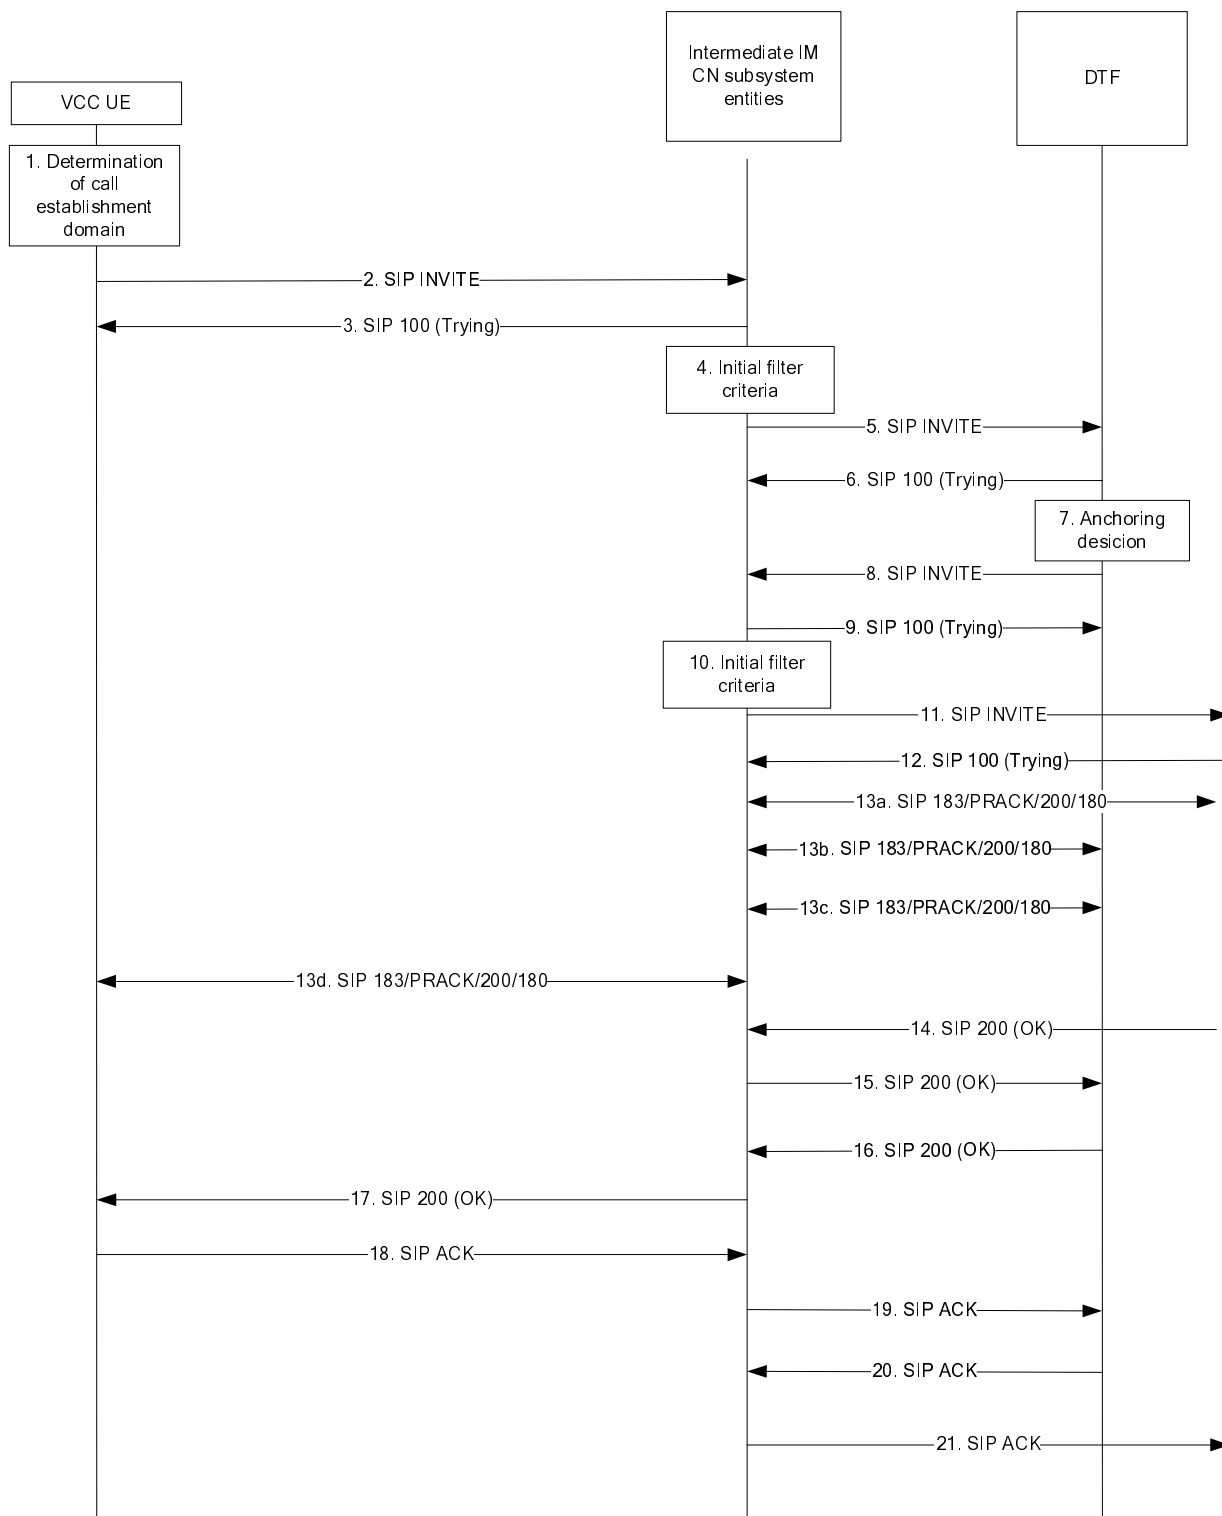 Intermediate IM
CN subsystem
entities
DTF
VCC UE
1. Determination
of call
establishment
domain
2. SIP INVITE
3. SIP 100 (Trying)
4. Initial filter
criteria
5. SIP INVITE
6. SIP 100 (Trying)
7. Anchoring
desicion
8. SIP INVITE
9. SIP 100 (Trying)
10. Initial filter
criteria
11. SIP INVITE
12. SIP 100 (Trying)
13a. SIP 183/PRACK/200/180
13b. SIP 183/PRACK/200/180
13c. SIP 183/PRACK/200/180
13d. SIP 183/PRACK/200/180
14. SIP 200 (OK)
15. SIP 200 (OK)
16. SIP 200 (OK)
17. SIP 200 (OK)
18. SIP ACK
19. SIP ACK
20. SIP ACK
21. SIP ACK